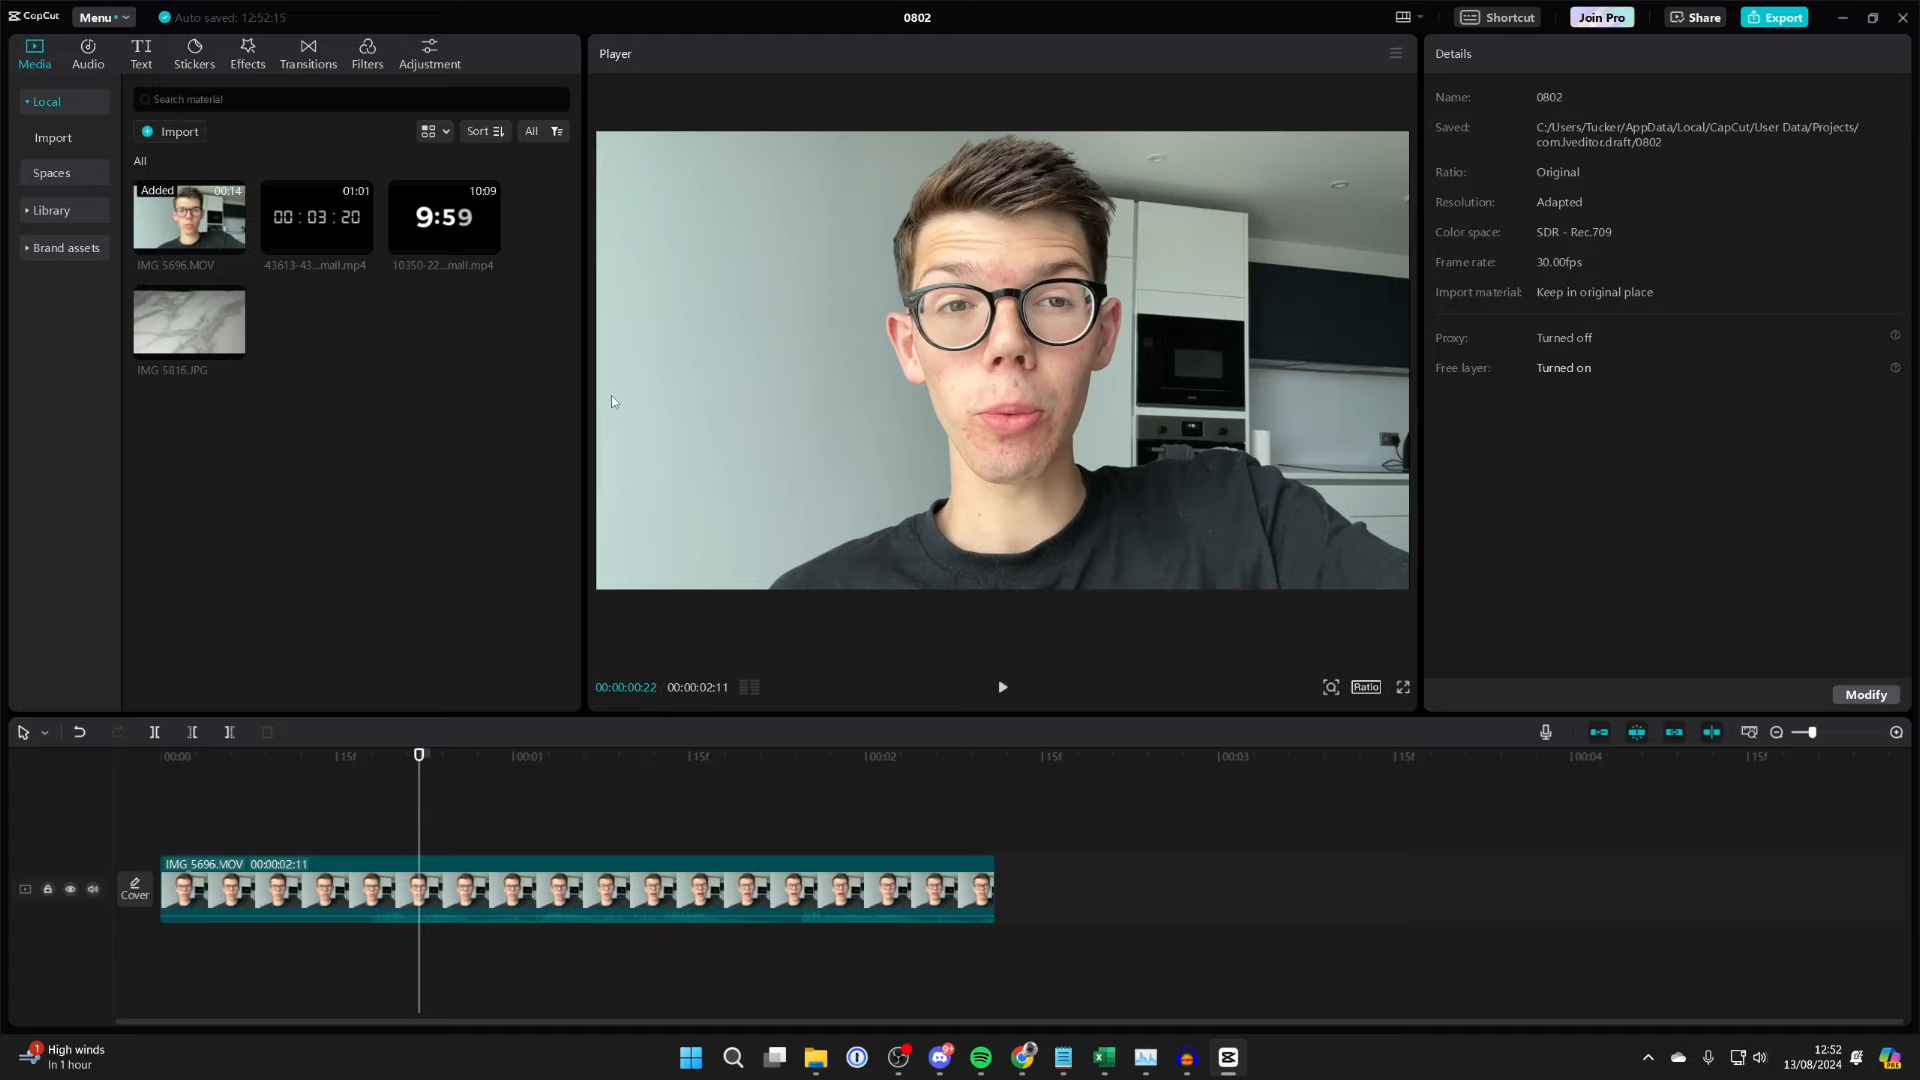 CapCut
Menu
Auto saved: 12:52:15
0802
Shortcut
Join Pro
Share
Export
Media
Audio
Text
Stickers
Effects
Transitions
Filters
Adjustment
Local
Import
Spaces
Library
Brand assets
Search material
Import
Sort
All
All
Added
00:14
IMG 5696.MOV
01:01
00 : 03 : 20
43613-43...mall.mp4
10:09
9:59
10350-22...mall.mp4
IMG 5816.JPG
Player
00:00:00:22
00:00:02:11
Ratio
Details
Name:
0802
Saved:
C:/Users/Tucker/AppData/Local/CapCut/User Data/Projects/
com.lveditor.draft/0802
Ratio:
Original
Resolution:
Adapted
Color space:
SDR - Rec.709
Frame rate:
30.00fps
Import material:
Keep in original place
Proxy:
Turned off
Free layer:
Turned on
Modify
00:00
15f
00:01
15f
00:02
15f
00:03
15f
00:04
15f
Cover
IMG 5696.MOV 00:00:02:11
1
High winds
In 1 hour
9+
12:52
13/08/2024
PRE